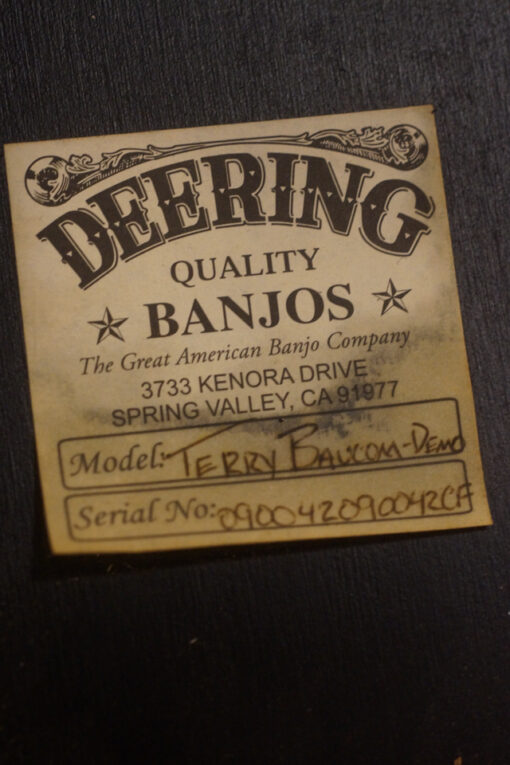 DEERING
QUALITY
BANJOS
The Great American Banjo Company
3733 KENORA DRIVE
SPRING VALLEY, CA 91977
Model: TERRY BAUCOM-DEMO
Serial No: 090042090042CF